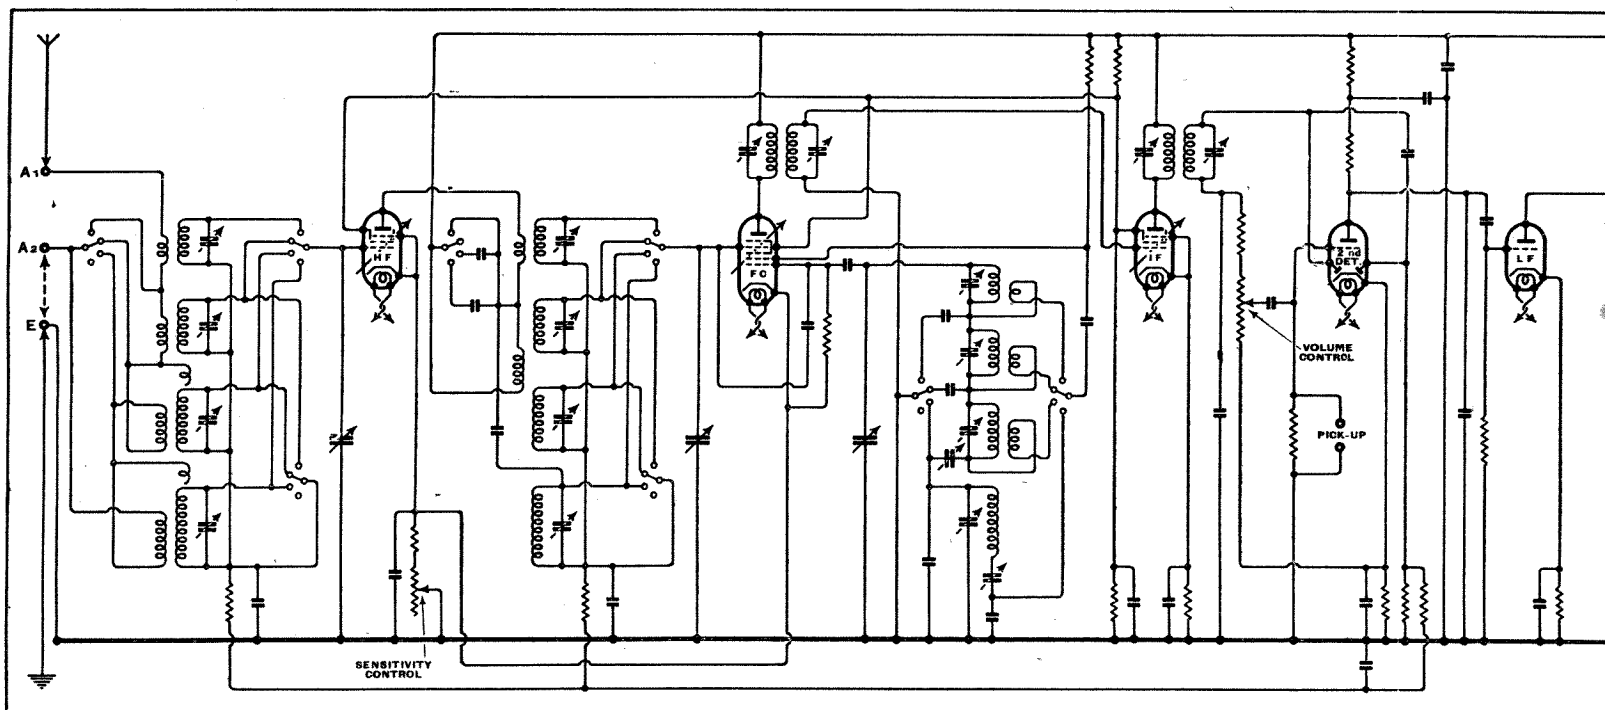 A1
A2
E
HF
SENSITIVITY
CONTROL
FC
IF
VOLUME
CONTROL
PICK-UP
2nd
DET.
LF